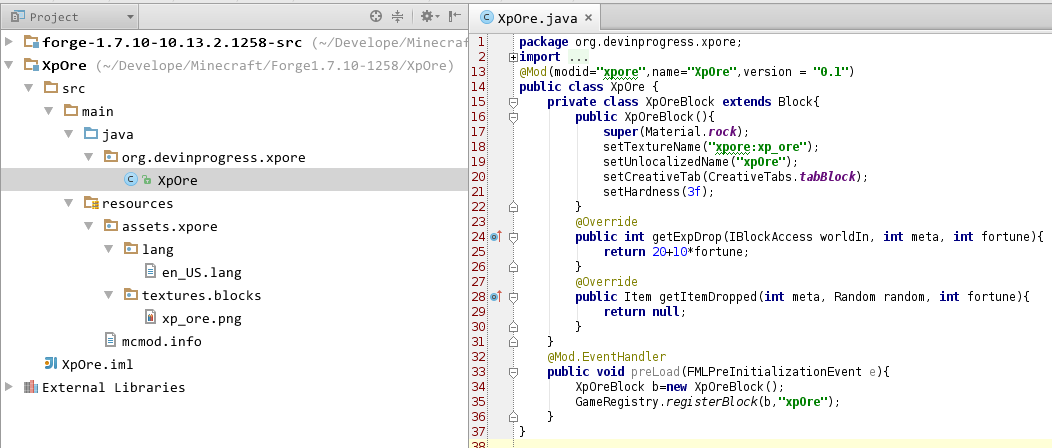 Project
forge-1.7.10-10.13.2.1258-src (~/Develope/Minecraft
XpOre (~/Develope/Minecraft/Forge1.7.10-1258/XpOre)
src
main
java
org.devinprogress.xpore
XpOre
resources
assets.xpore
lang
en_US.lang
textures.blocks
xp_ore.png
mcmod.info
XpOre.iml
External Libraries
XpOre.java
1 package org.devinprogress.xpore;
2 import ...
13 @Mod(modid="xpore",name="XpOre",version = "0.1")
14 public class XpOre {
15 private class XpOreBlock extends Block{
16 public XpOreBlock(){
17 super(Material.rock);
18 setTextureName("xpore:xp_ore");
19 setUnlocalizedName("xpOre");
20 setCreativeTab(CreativeTabs.tabBlock);
21 setHardness(3f);
22 }
23 @Override
24 public int getExpDrop(IBlockAccess worldIn, int meta, int fortune){
25 return 20+10*fortune;
26 }
27 @Override
28 public Item getItemDropped(int meta, Random random, int fortune){
29 return null;
30 }
31 }
32 @Mod.EventHandler
33 public void preLoad(FMLPreInitializationEvent e){
34 XpOreBlock b=new XpOreBlock();
35 GameRegistry.registerBlock(b,"xpOre");
36 }
37 }
38